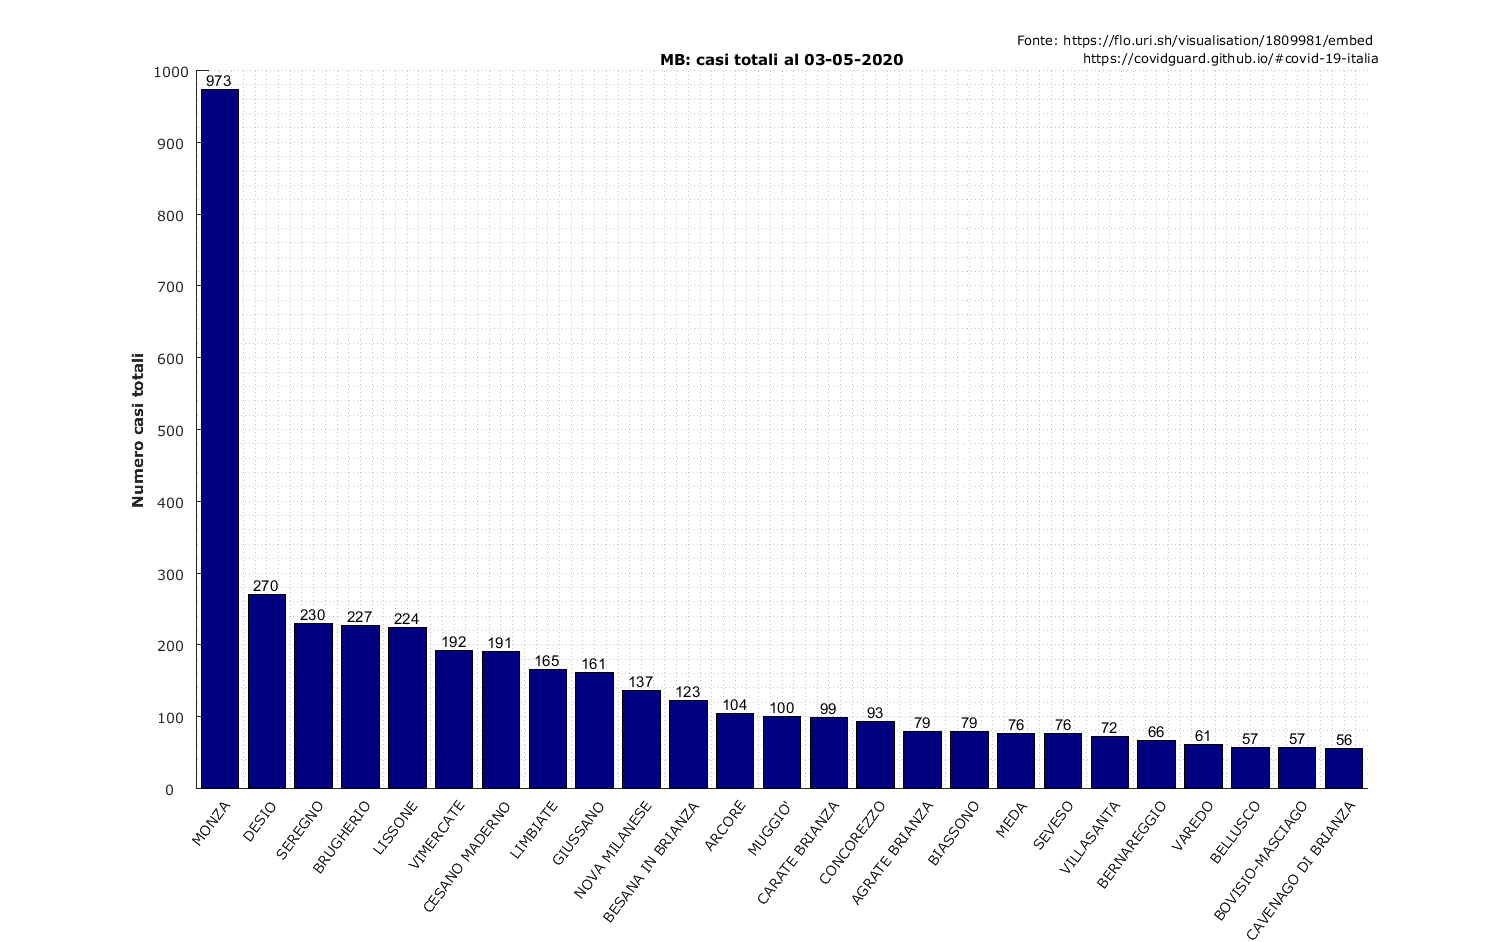 Fonte: https://flo.uri.sh/visualisation/1809981/embed
https://covidguard.github.io/#covid-19-italia
MB: casi totali al 03-05-2020
Numero casi totali
1000
900
800
700
600
500
400
300
200
100
0
973
270
230
227
224
192
191
165
161
137
123
104
100
99
93
79
79
76
76
72
66
61
57
57
56
MONZA
DESIO
SEREGNO
BRUGHERIO
LISSONE
VIMERCATE
CESANO MADERNO
LIMBIATE
GIUSSANO
NOVA MILANESE
BESANA IN BRIANZA
ARCORE
MUGGIO'
CARATE BRIANZA
CONCOREZZO
AGRATE BRIANZA
BIASSONO
MEDA
SEVESO
VILLASANTA
BERNAREGGIO
VAREDO
BELLUSCO
BOVISIO-MASCIAGO
CAVENAGO DI BRIANZA